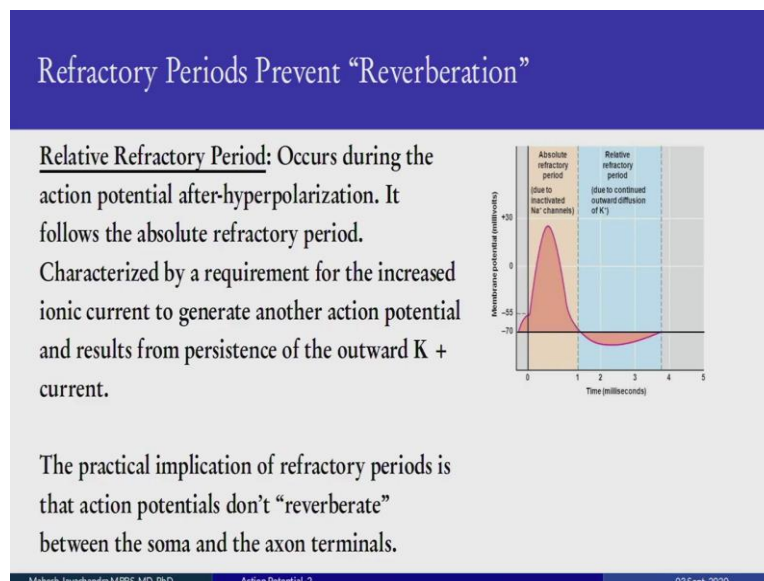 Refractory Periods Prevent “Reverberation”
Relative Refractory Period: Occurs during the
action potential after-hyperpolarization. It
follows the absolute refractory period.
Characterized by a requirement for the increased
ionic current to generate another action potential
and results from persistence of the outward K +
current.
The practical implication of refractory periods is
that action potentials don’t “reverberate”
between the soma and the axon terminals.
Absolute
refractory
period
(due to
inactivated
Na⁺ channels)
Relative
refractory
period
(due to continued
outward diffusion
of K⁺)
Membrane potential (millivolts)
+30
0
−55
−70
0 1 2 3 4 5
Time (milliseconds)
MBBS, MD, PhD Action Potential-2